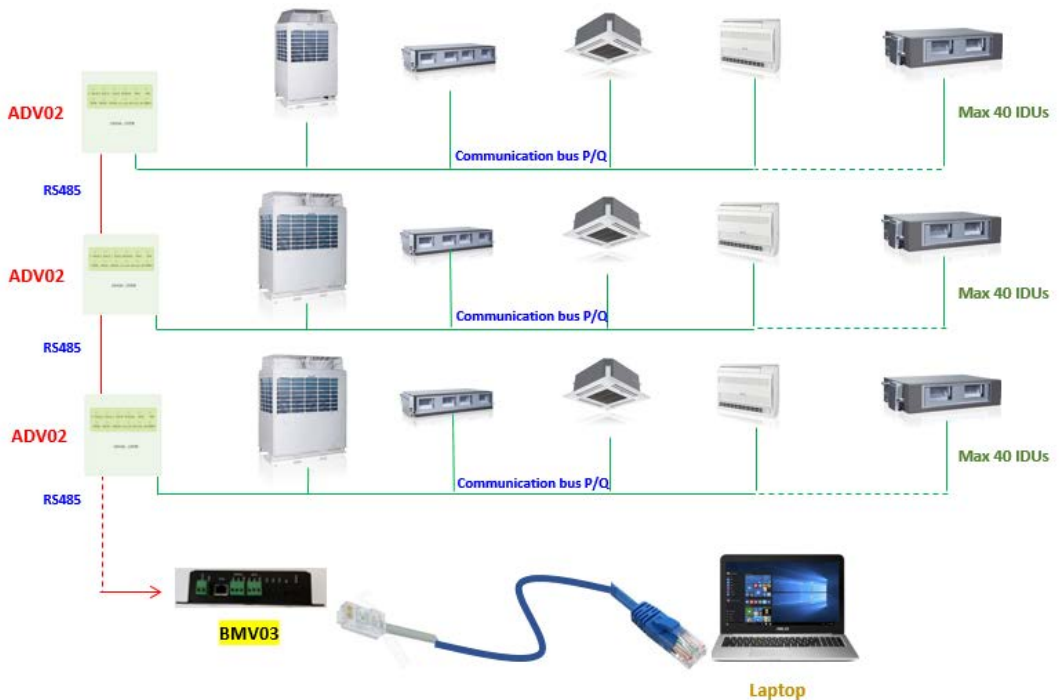 ADV02
Max 40 IDUs
Communication bus P/Q
RS485
ADV02
Max 40 IDUs
Communication bus P/Q
RS485
ADV02
Max 40 IDUs
Communication bus P/Q
RS485
BMV03
Laptop